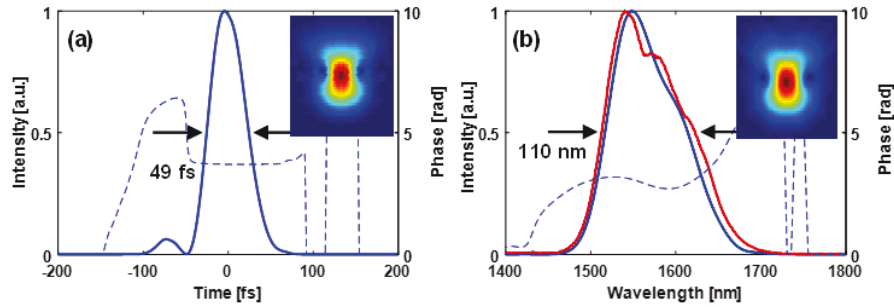 (a)
Intensity [a.u.]
1
0.5
0
49 fs
-200
-100
0
100
200
Time [fs]
10
5
0
Phase [rad]
(b)
Intensity [a.u.]
1
0.5
0
110 nm
1400
1500
1600
1700
1800
Wavelength [nm]
10
5
0
Phase [rad]